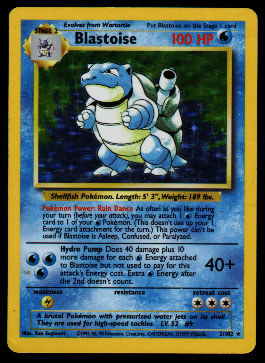 Evolves from Wartortle
Put Blastoise on the Stage 1 card
STAGE 2
Blastoise
100 HP
Shellfish Pokémon. Length: 5' 3", Weight: 189 lbs.
Pokémon Power: Rain Dance As often as you like during
your turn (before your attack), you may attach 1 Energy
card to 1 of your Pokémon. (This doesn't use up your 1
Energy card attachment for the turn.) This power can't be
used if Blastoise is Asleep, Confused, or Paralyzed.
Hydro Pump Does 40 damage plus 10
more damage for each Energy attached
to Blastoise but not used to pay for this
attack's Energy cost. Extra Energy after
the 2nd doesn't count.
40+
weakness
resistance
retreat cost
A brutal Pokémon with pressurized water jets on its shell.
They are used for high-speed tackles. LV. 52
Illus. Ken Sugimori
2/102